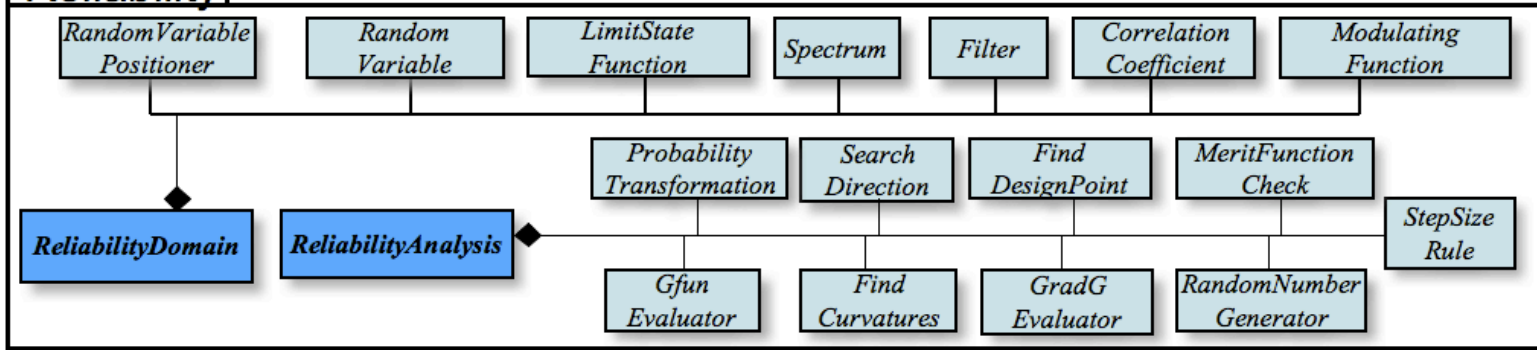 RandomVariable
Positioner
Random
Variable
LimitState
Function
Spectrum
Filter
Correlation
Coefficient
Modulating
Function
Probability
Transformation
Search
Direction
Find
DesignPoint
MeritFunction
Check
StepSize
Rule
ReliabilityDomain
ReliabilityAnalysis
Gfun
Evaluator
Find
Curvatures
GradG
Evaluator
RandomNumber
Generator